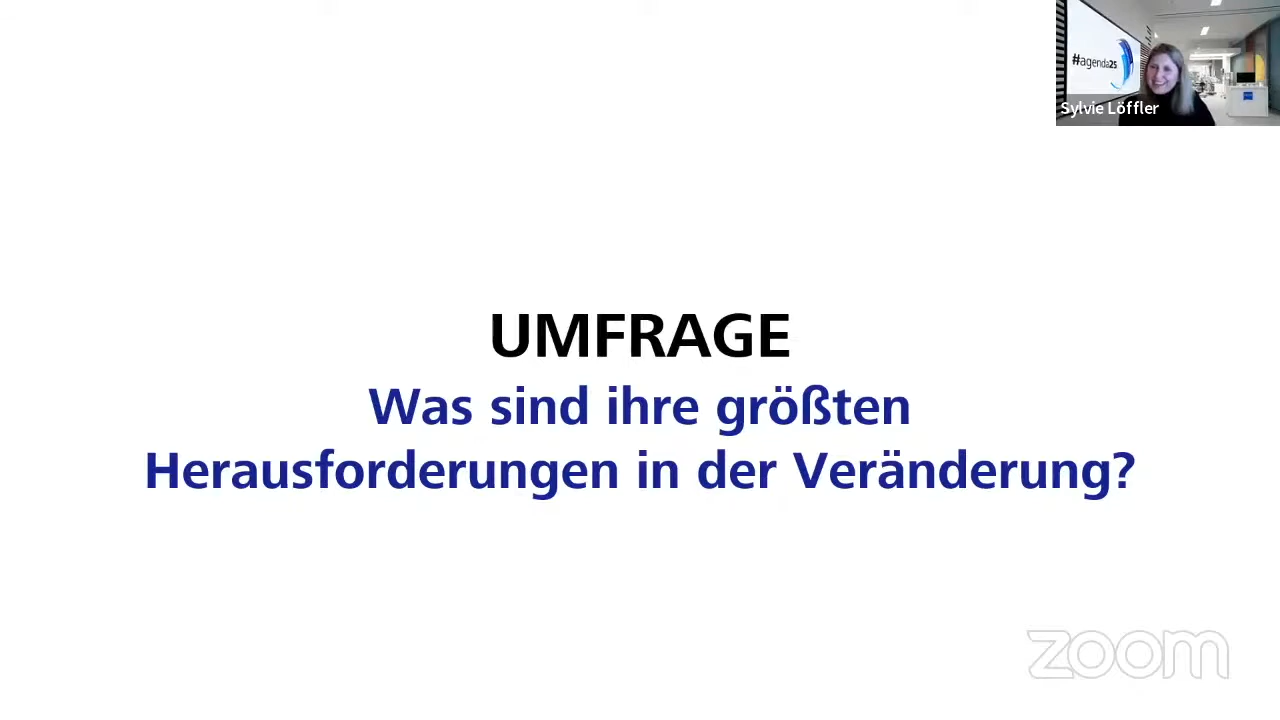 #agenda25
Sylvie Löffler
UMFRAGE
Was sind ihre größten
Herausforderungen in der Veränderung?
zoom